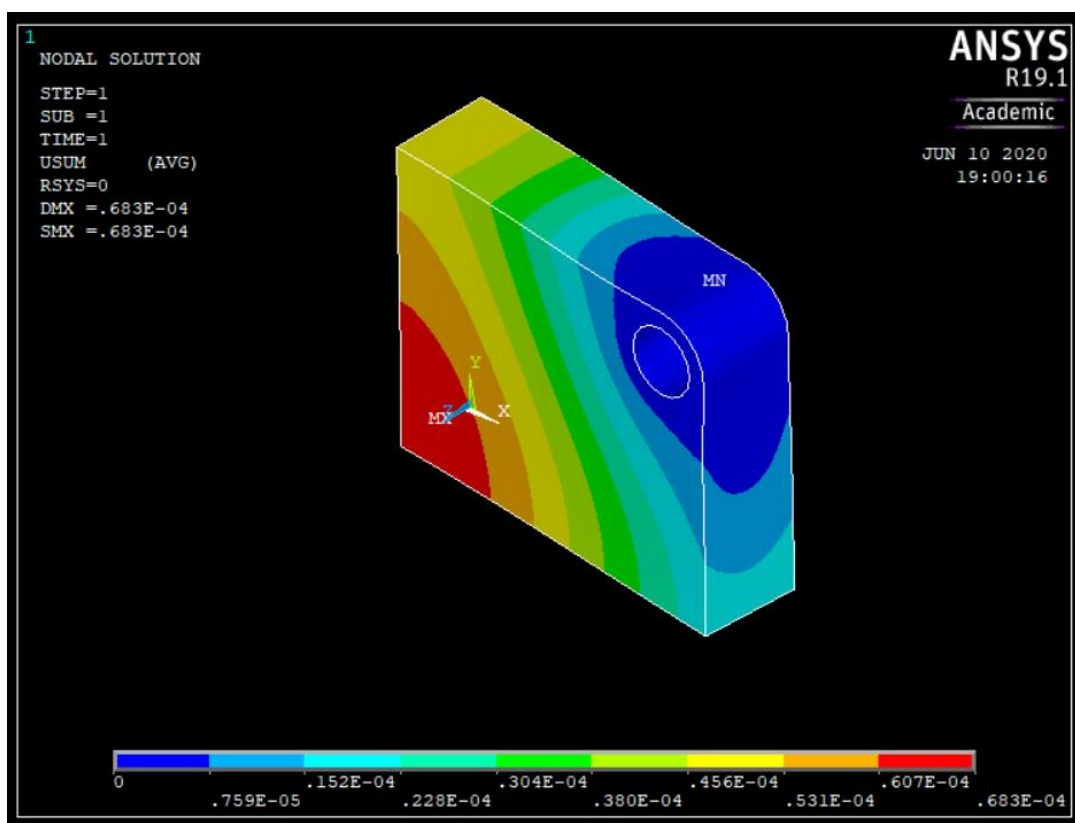 1
NODAL SOLUTION
STEP=1
SUB =1
TIME=1
USUM (AVG)
RSYS=0
DMX =.683E-04
SMX =.683E-04
ANSYS
R19.1
Academic
JUN 10 2020
19:00:16
MN
Y
X
Z
MX
0 .152E-04 .304E-04 .456E-04 .607E-04
.759E-05 .228E-04 .380E-04 .531E-04 .683E-04